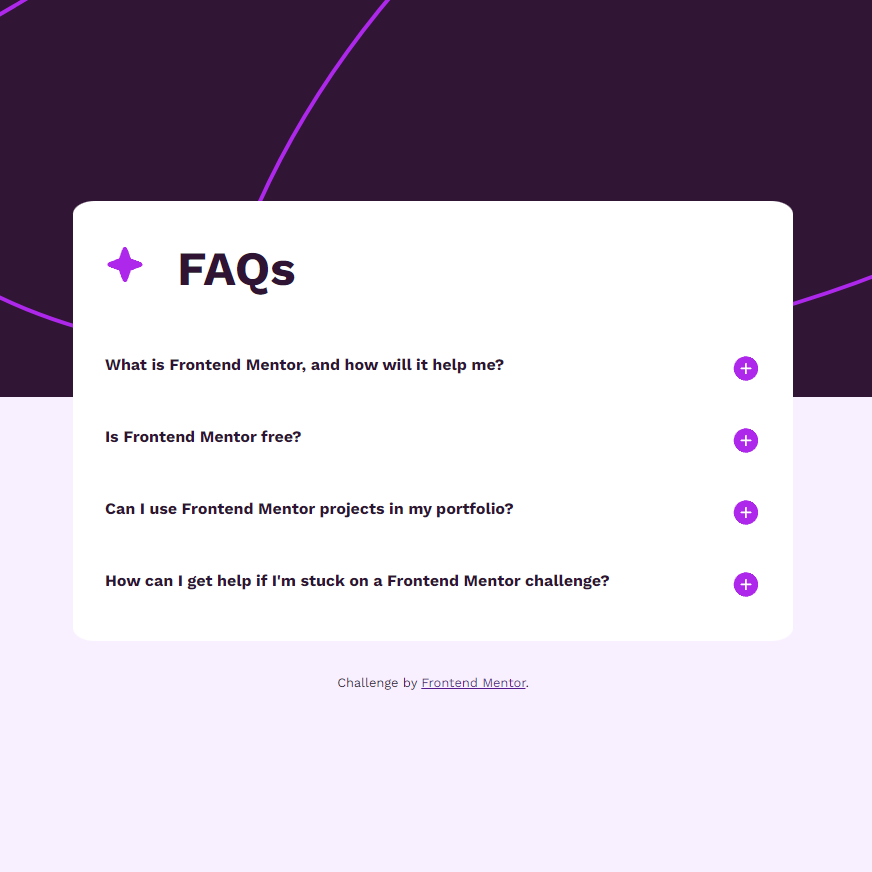 FAQs
What is Frontend Mentor, and how will it help me?
Is Frontend Mentor free?
Can I use Frontend Mentor projects in my portfolio?
How can I get help if I'm stuck on a Frontend Mentor challenge?
Challenge by Frontend Mentor.